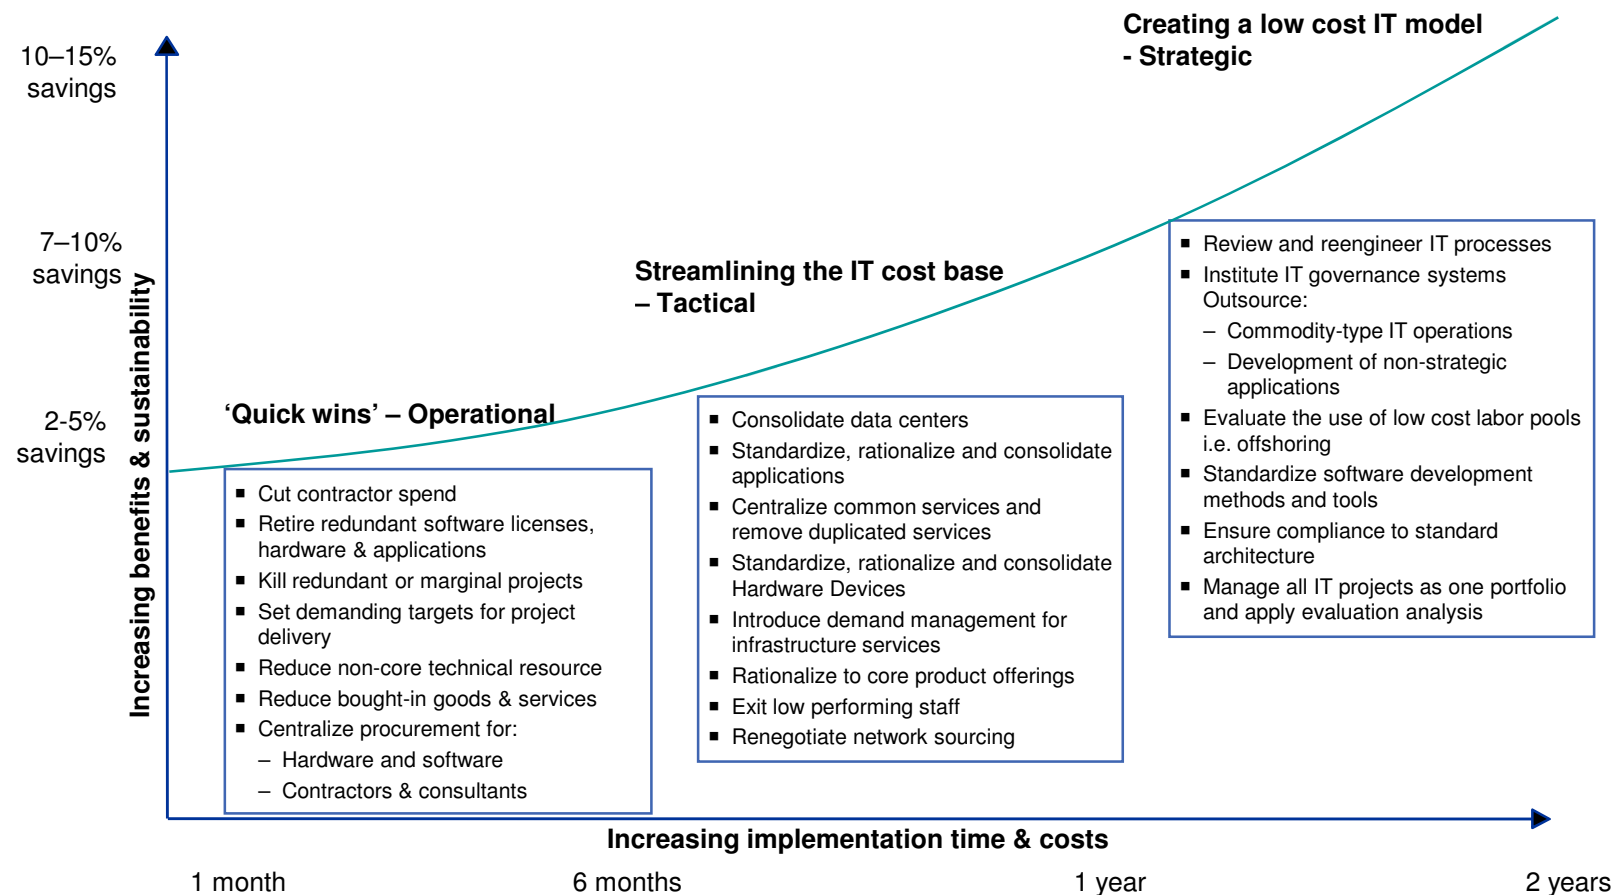 Creating a low cost IT model
- Strategic
10–15%
savings
7–10%
savings
2-5%
savings
Increasing benefits & sustainability
Streamlining the IT cost base
– Tactical
‘Quick wins’ – Operational
■ Cut contractor spend
■ Retire redundant software licenses,
hardware & applications
■ Kill redundant or marginal projects
■ Set demanding targets for project
delivery
■ Reduce non-core technical resource
■ Reduce bought-in goods & services
■ Centralize procurement for:
– Hardware and software
– Contractors & consultants
■ Consolidate data centers
■ Standardize, rationalize and consolidate
applications
■ Centralize common services and
remove duplicated services
■ Standardize, rationalize and consolidate
Hardware Devices
■ Introduce demand management for
infrastructure services
■ Rationalize to core product offerings
■ Exit low performing staff
■ Renegotiate network sourcing
■ Review and reengineer IT processes
■ Institute IT governance systems
Outsource:
– Commodity-type IT operations
– Development of non-strategic
applications
■ Evaluate the use of low cost labor pools
i.e. offshoring
■ Standardize software development
methods and tools
■ Ensure compliance to standard
architecture
■ Manage all IT projects as one portfolio
and apply evaluation analysis
Increasing implementation time & costs
1 month
6 months
1 year
2 years